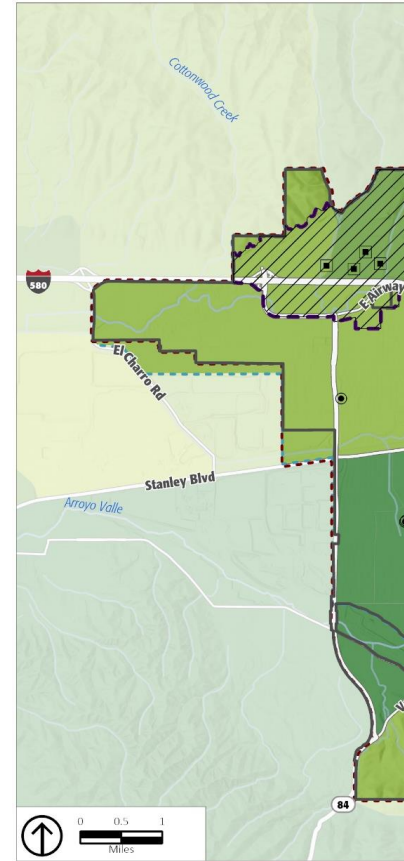 Cottonwood Creek
580
E Airway
El Charro Rd
Stanley Blvd
Arroyo Valle
84
0 0.5 1
Miles